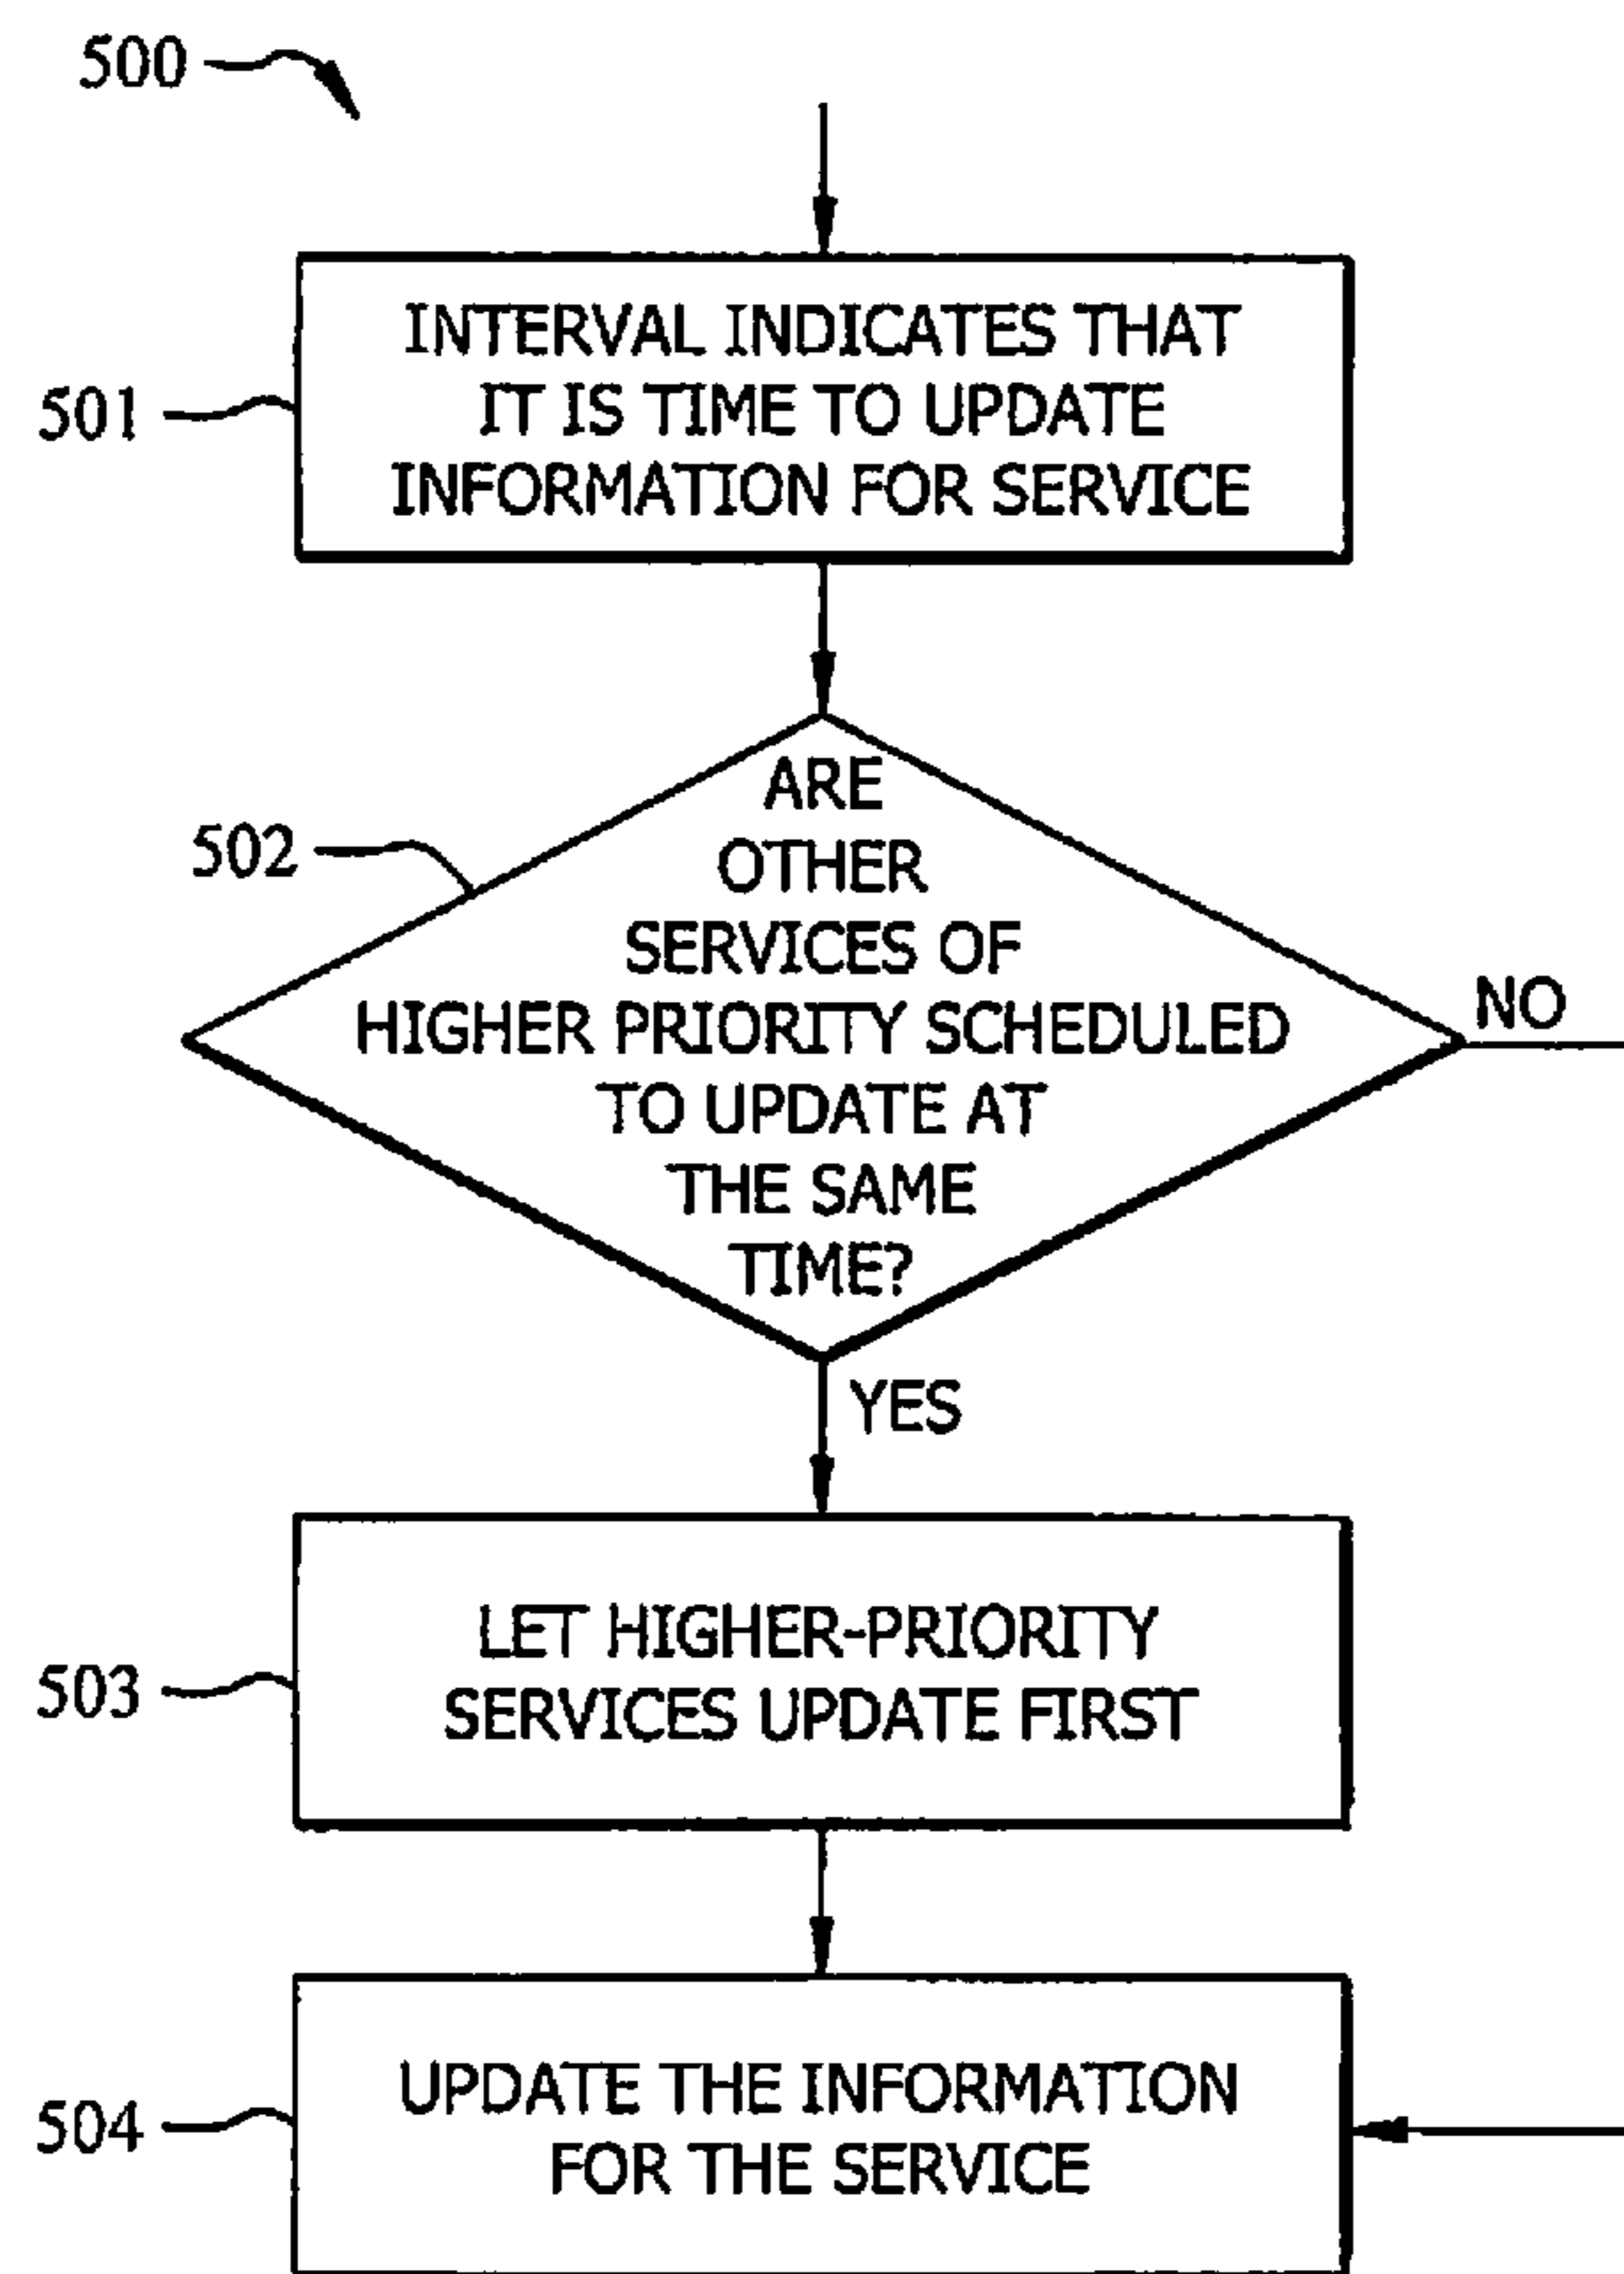 500
INTERVAL INDICATES THAT
IT IS TIME TO UPDATE
INFORMATION FOR SERVICE
501
ARE
OTHER
SERVICES OF
HIGHER PRIORITY SCHEDULED
TO UPDATE AT
THE SAME
TIME?
502
NO
YES
LET HIGHER-PRIORITY
SERVICES UPDATE FIRST
503
UPDATE THE INFORMATION
FOR THE SERVICE
504